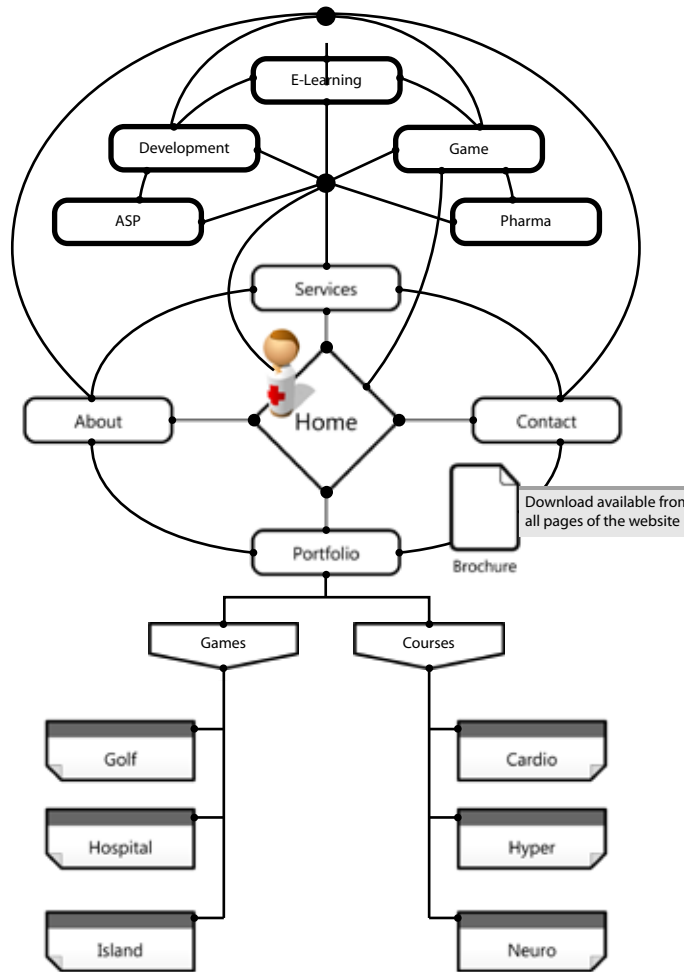 E-Learning
Development
Game
ASP
Pharma
Services
About
Home
Contact
Download available from
all pages of the website
Portfolio
Brochure
Games
Courses
Golf
Cardio
Hospital
Hyper
Island
Neuro